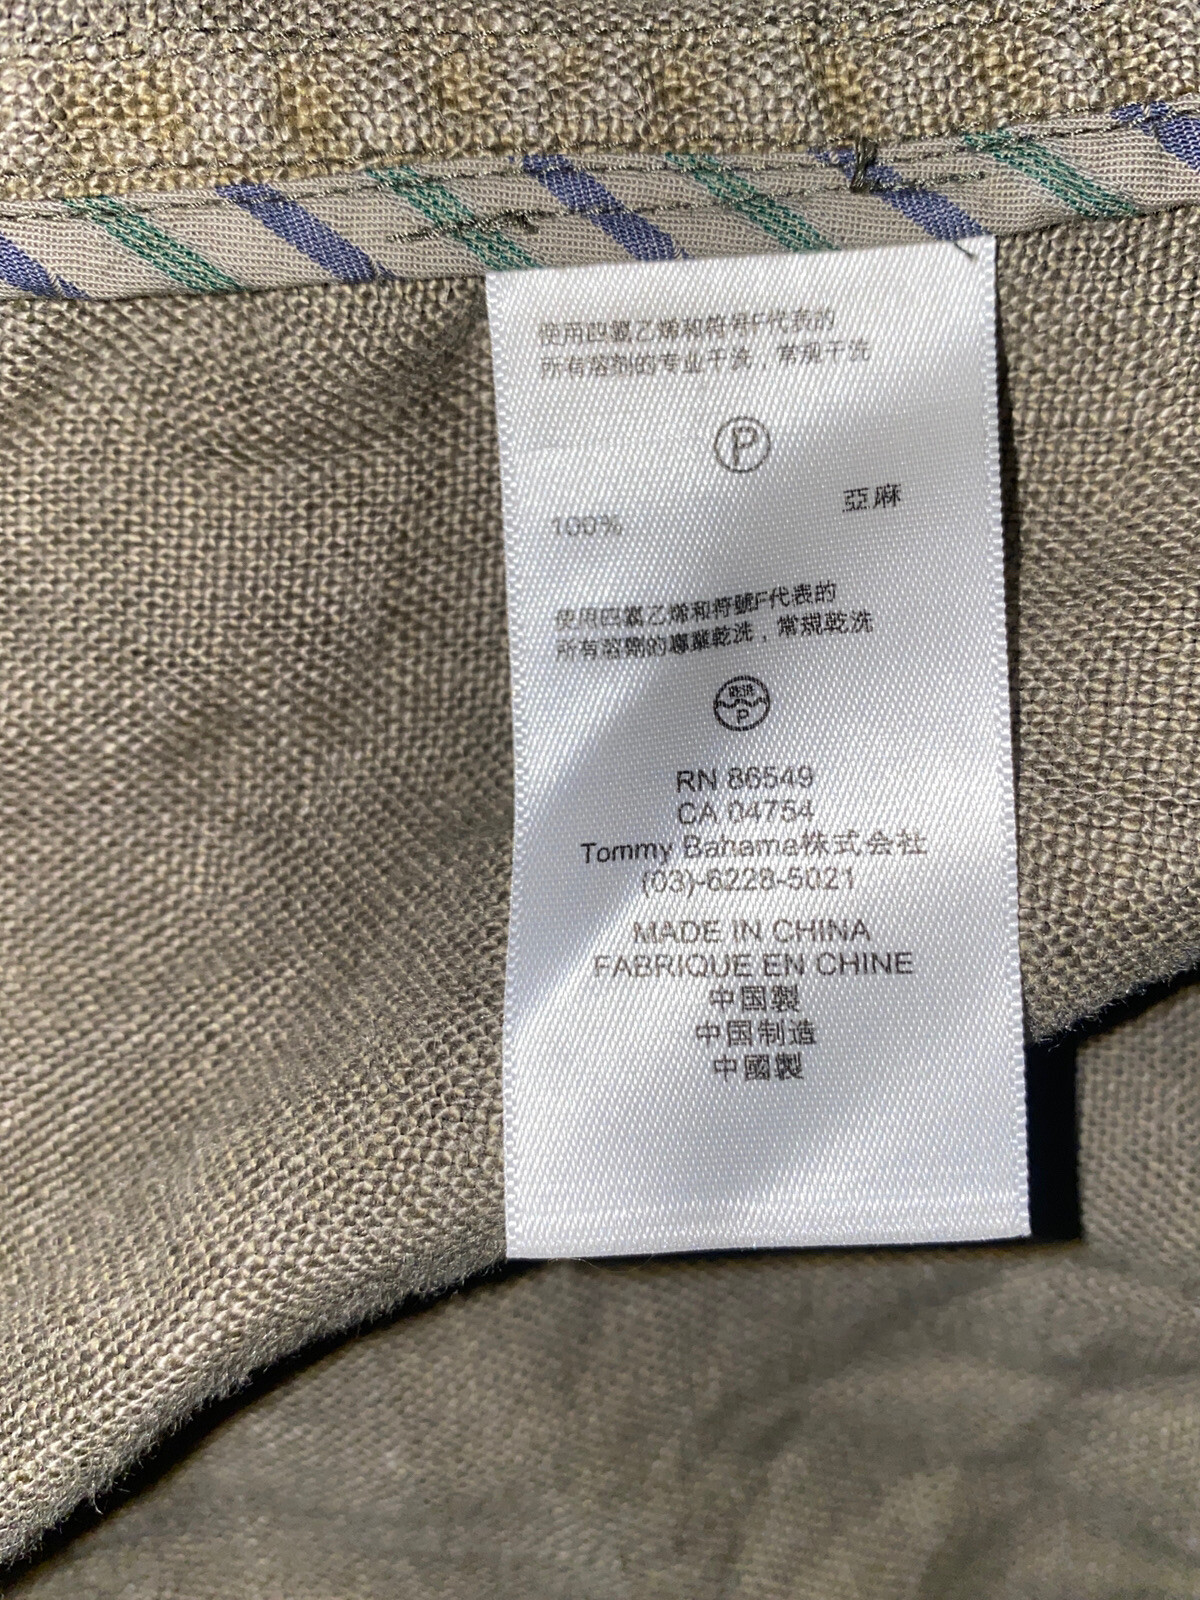 使用四氯乙烯和符号F代表的
所有溶剂的专业干洗，常规干洗
P
亞麻
100%
使用四氯乙烯和符號F代表的
所有溶劑的專業乾洗，常規乾洗
乾洗
P
RN 86549
CA 04754
Tommy Bahama株式会社
(03)-6228-5021
MADE IN CHINA
FABRIQUE EN CHINE
中国製
中国制造
中國製